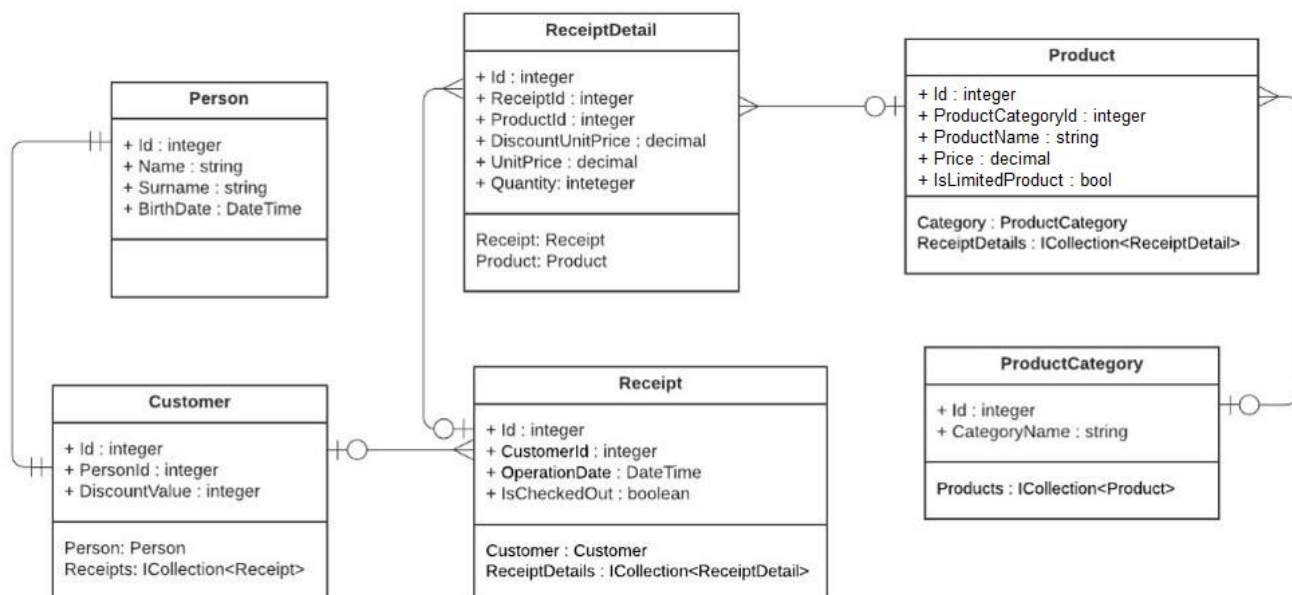 Person
+ Id : integer
+ Name : string
+ Surname : string
+ BirthDate : DateTime
ReceiptDetail
+ Id : integer
+ ReceiptId : integer
+ ProductId : integer
+ DiscountUnitPrice : decimal
+ UnitPrice : decimal
+ Quantity: inteteger
Receipt: Receipt
Product: Product
Product
+ Id : integer
+ ProductCategoryId : integer
+ ProductName : string
+ Price : decimal
+ IsLimitedProduct : bool
Category : ProductCategory
ReceiptDetails : ICollection<ReceiptDetail>
Customer
+ Id : integer
+ PersonId : integer
+ DiscountValue : integer
Person: Person
Receipts: ICollection<Receipt>
Receipt
+ Id : integer
+ CustomerId : integer
+ OperationDate : DateTime
+ IsCheckedOut : boolean
Customer : Customer
ReceiptDetails : ICollection<ReceiptDetail>
ProductCategory
+ Id : integer
+ CategoryName : string
Products : ICollection<Product>